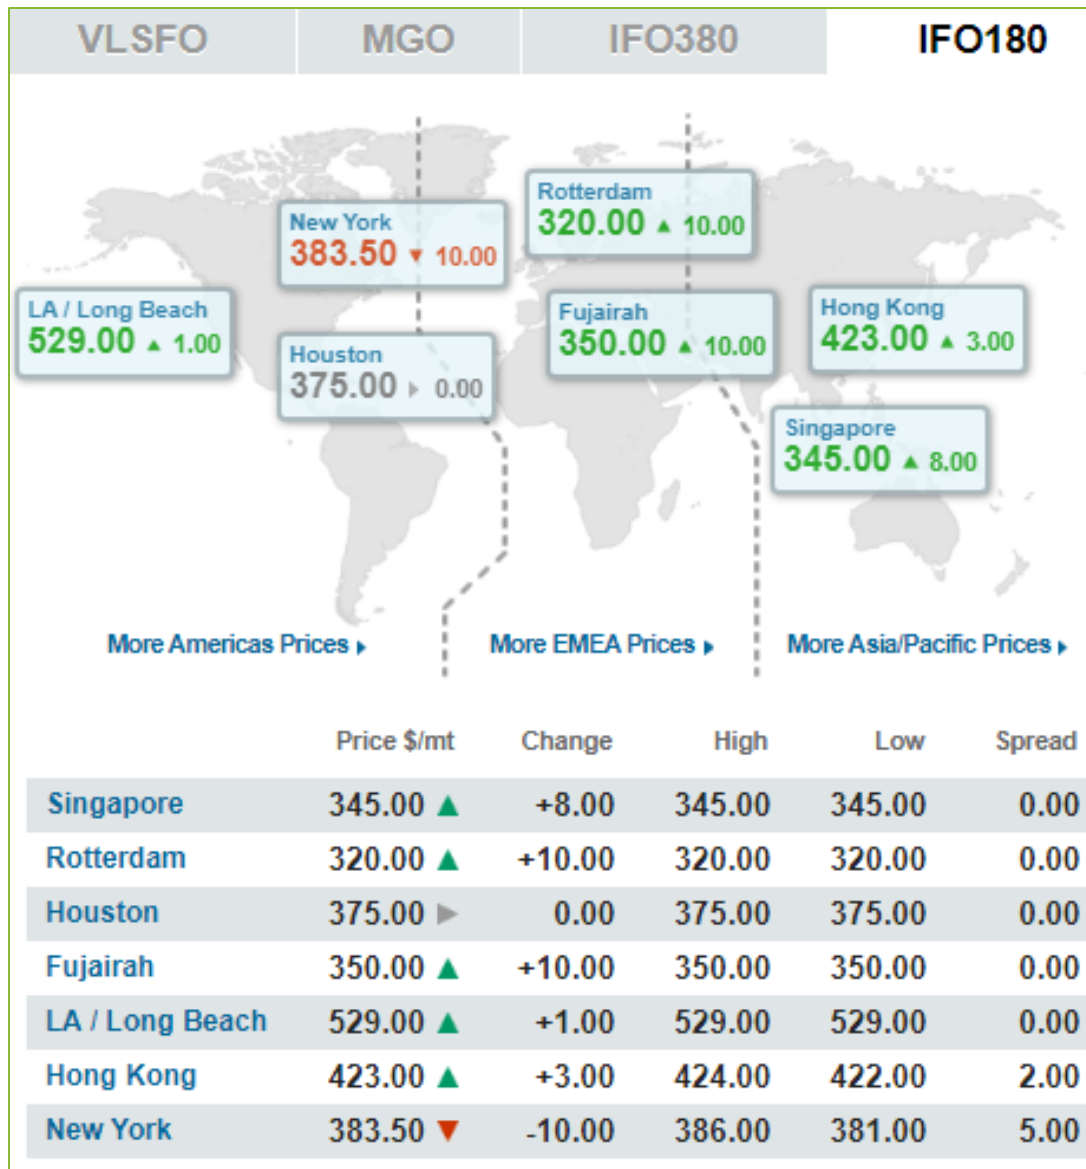 VLSFO MGO IFO380 IFO180
Rotterdam
320.00 ▲ 10.00
New York
383.50 ▼ 10.00
LA / Long Beach
529.00 ▲ 1.00
Fujairah
350.00 ▲ 10.00
Hong Kong
423.00 ▲ 3.00
Houston
375.00 ▶ 0.00
Singapore
345.00 ▲ 8.00
More Americas Prices ▸ More EMEA Prices ▸ More Asia/Pacific Prices ▸
Price $/mt Change High Low Spread
Singapore 345.00 ▲ +8.00 345.00 345.00 0.00
Rotterdam 320.00 ▲ +10.00 320.00 320.00 0.00
Houston 375.00 ▶ 0.00 375.00 375.00 0.00
Fujairah 350.00 ▲ +10.00 350.00 350.00 0.00
LA / Long Beach 529.00 ▲ +1.00 529.00 529.00 0.00
Hong Kong 423.00 ▲ +3.00 424.00 422.00 2.00
New York 383.50 ▼ -10.00 386.00 381.00 5.00